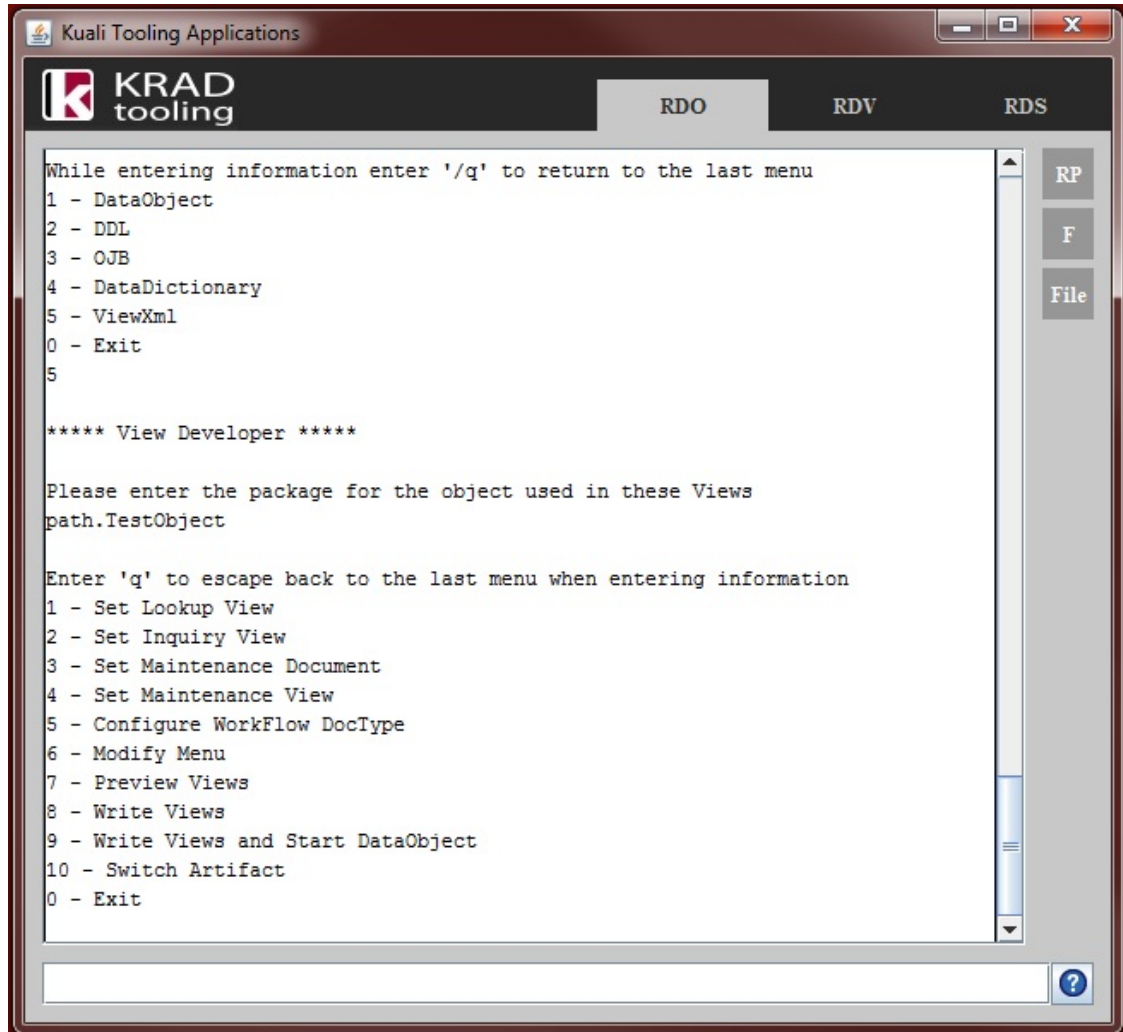 Kuali Tooling Applications
KRAD
tooling
RDO
RDV
RDS
While entering information enter '/q' to return to the last menu
1 - DataObject
2 - DDL
3 - OJB
4 - DataDictionary
5 - ViewXml
0 - Exit
5
***** View Developer *****
Please enter the package for the object used in these Views
path.TestObject
Enter 'q' to escape back to the last menu when entering information
1 - Set Lookup View
2 - Set Inquiry View
3 - Set Maintenance Document
4 - Set Maintenance View
5 - Configure WorkFlow DocType
6 - Modify Menu
7 - Preview Views
8 - Write Views
9 - Write Views and Start DataObject
10 - Switch Artifact
0 - Exit
RP
F
File